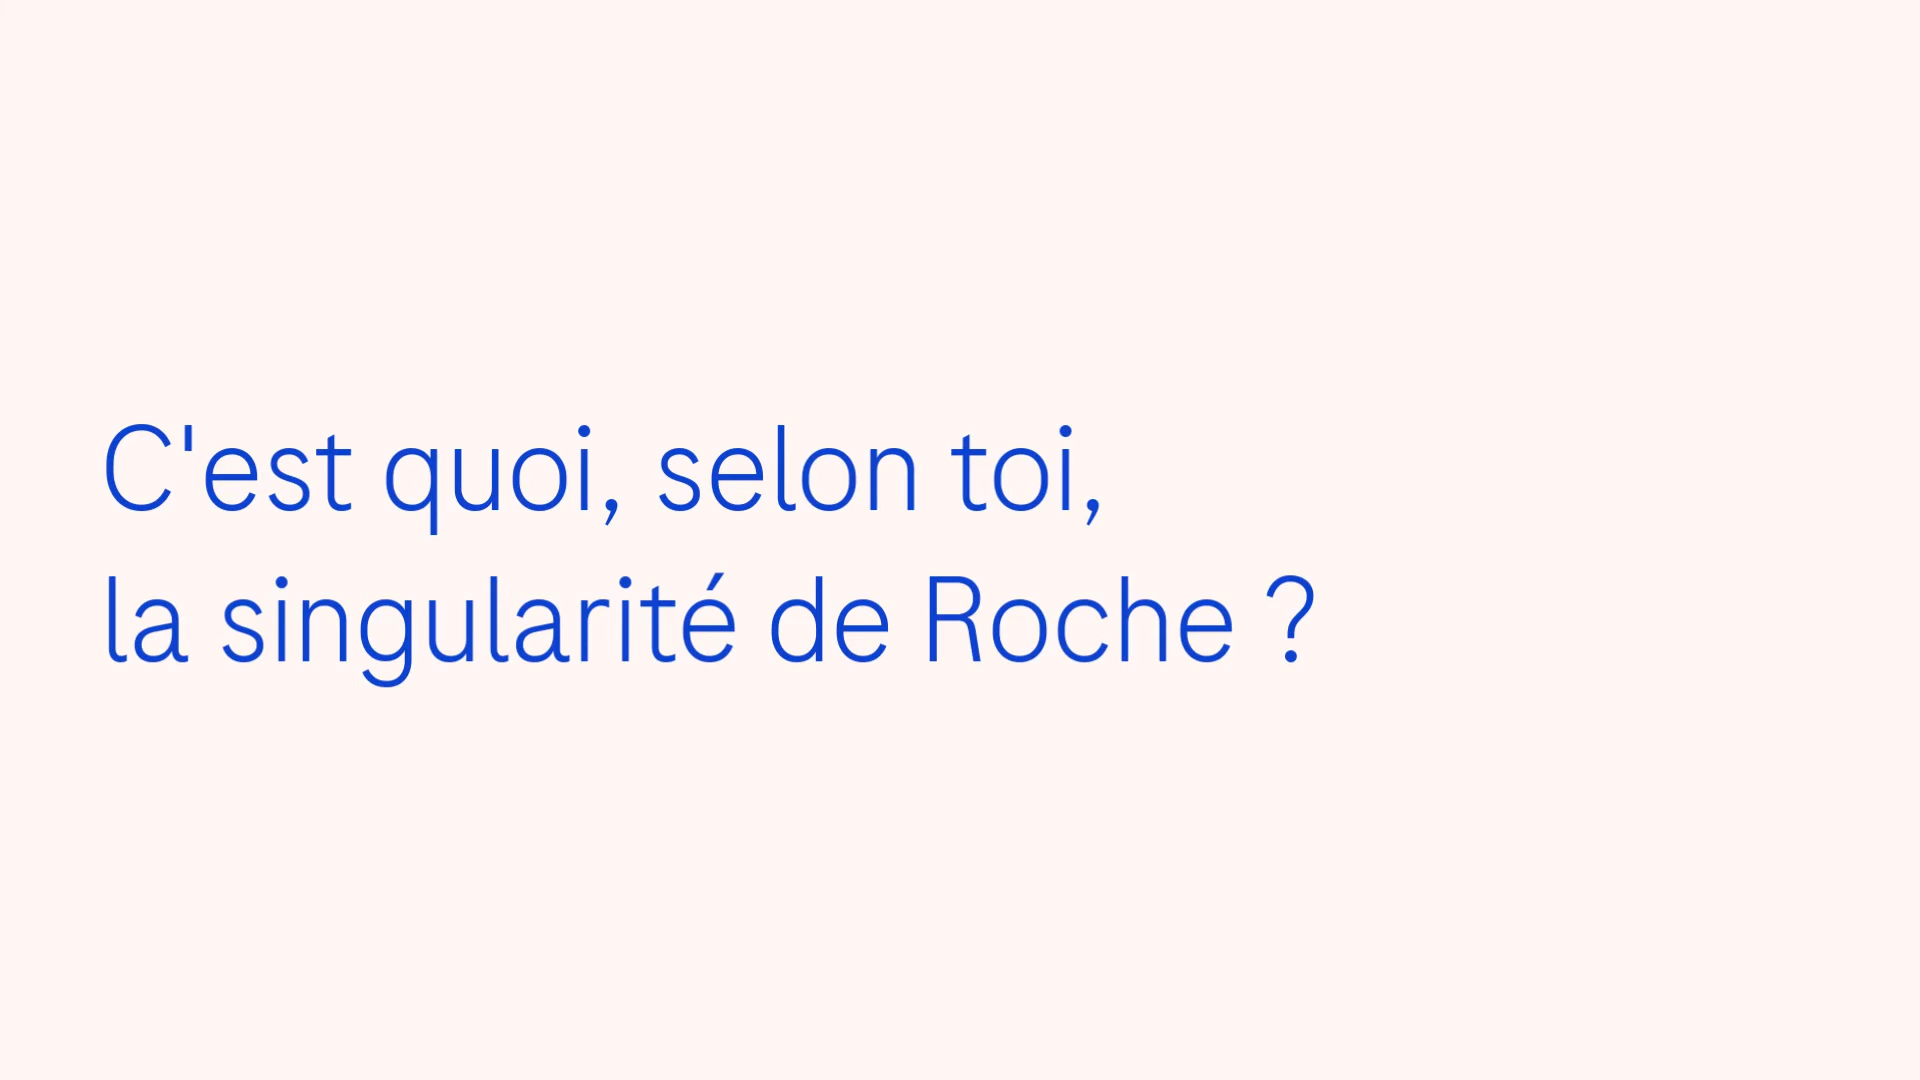 C'est quoi, selon toi,
la singularité de Roche ?